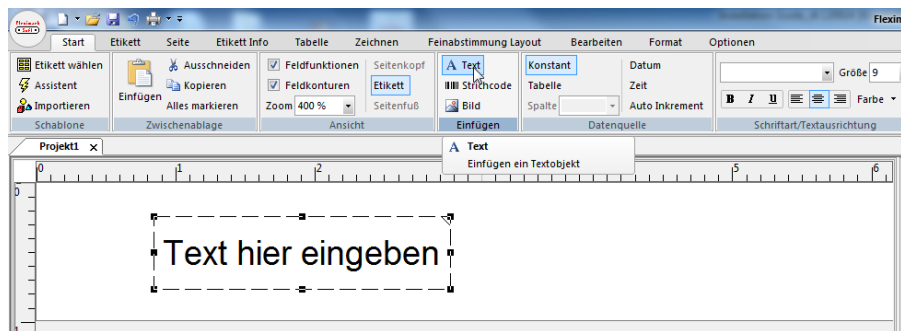 Fleximark
Soft
Flexim
Start Etikett Seite Etikett Info Tabelle Zeichnen Feinabstimmung Layout Bearbeiten Format Optionen
Etikett wählen Ausschneiden Feldfunktionen Seitenkopf Text Konstant Datum
Größe 9
Assistent Einfügen Kopieren Feldkonturen Etikett Strichcode Tabelle Zeit
Importieren Alles markieren Zoom 400 % Seitenfuß Bild Spalte Auto Inkrement B I U Farbe
Schablone Zwischenablage Ansicht Einfügen Datenquelle Schriftart/Textausrichtung
Projekt1 x
A Text
Einfügen ein Textobjekt
0 1 2 5 6
0
Text hier eingeben
1